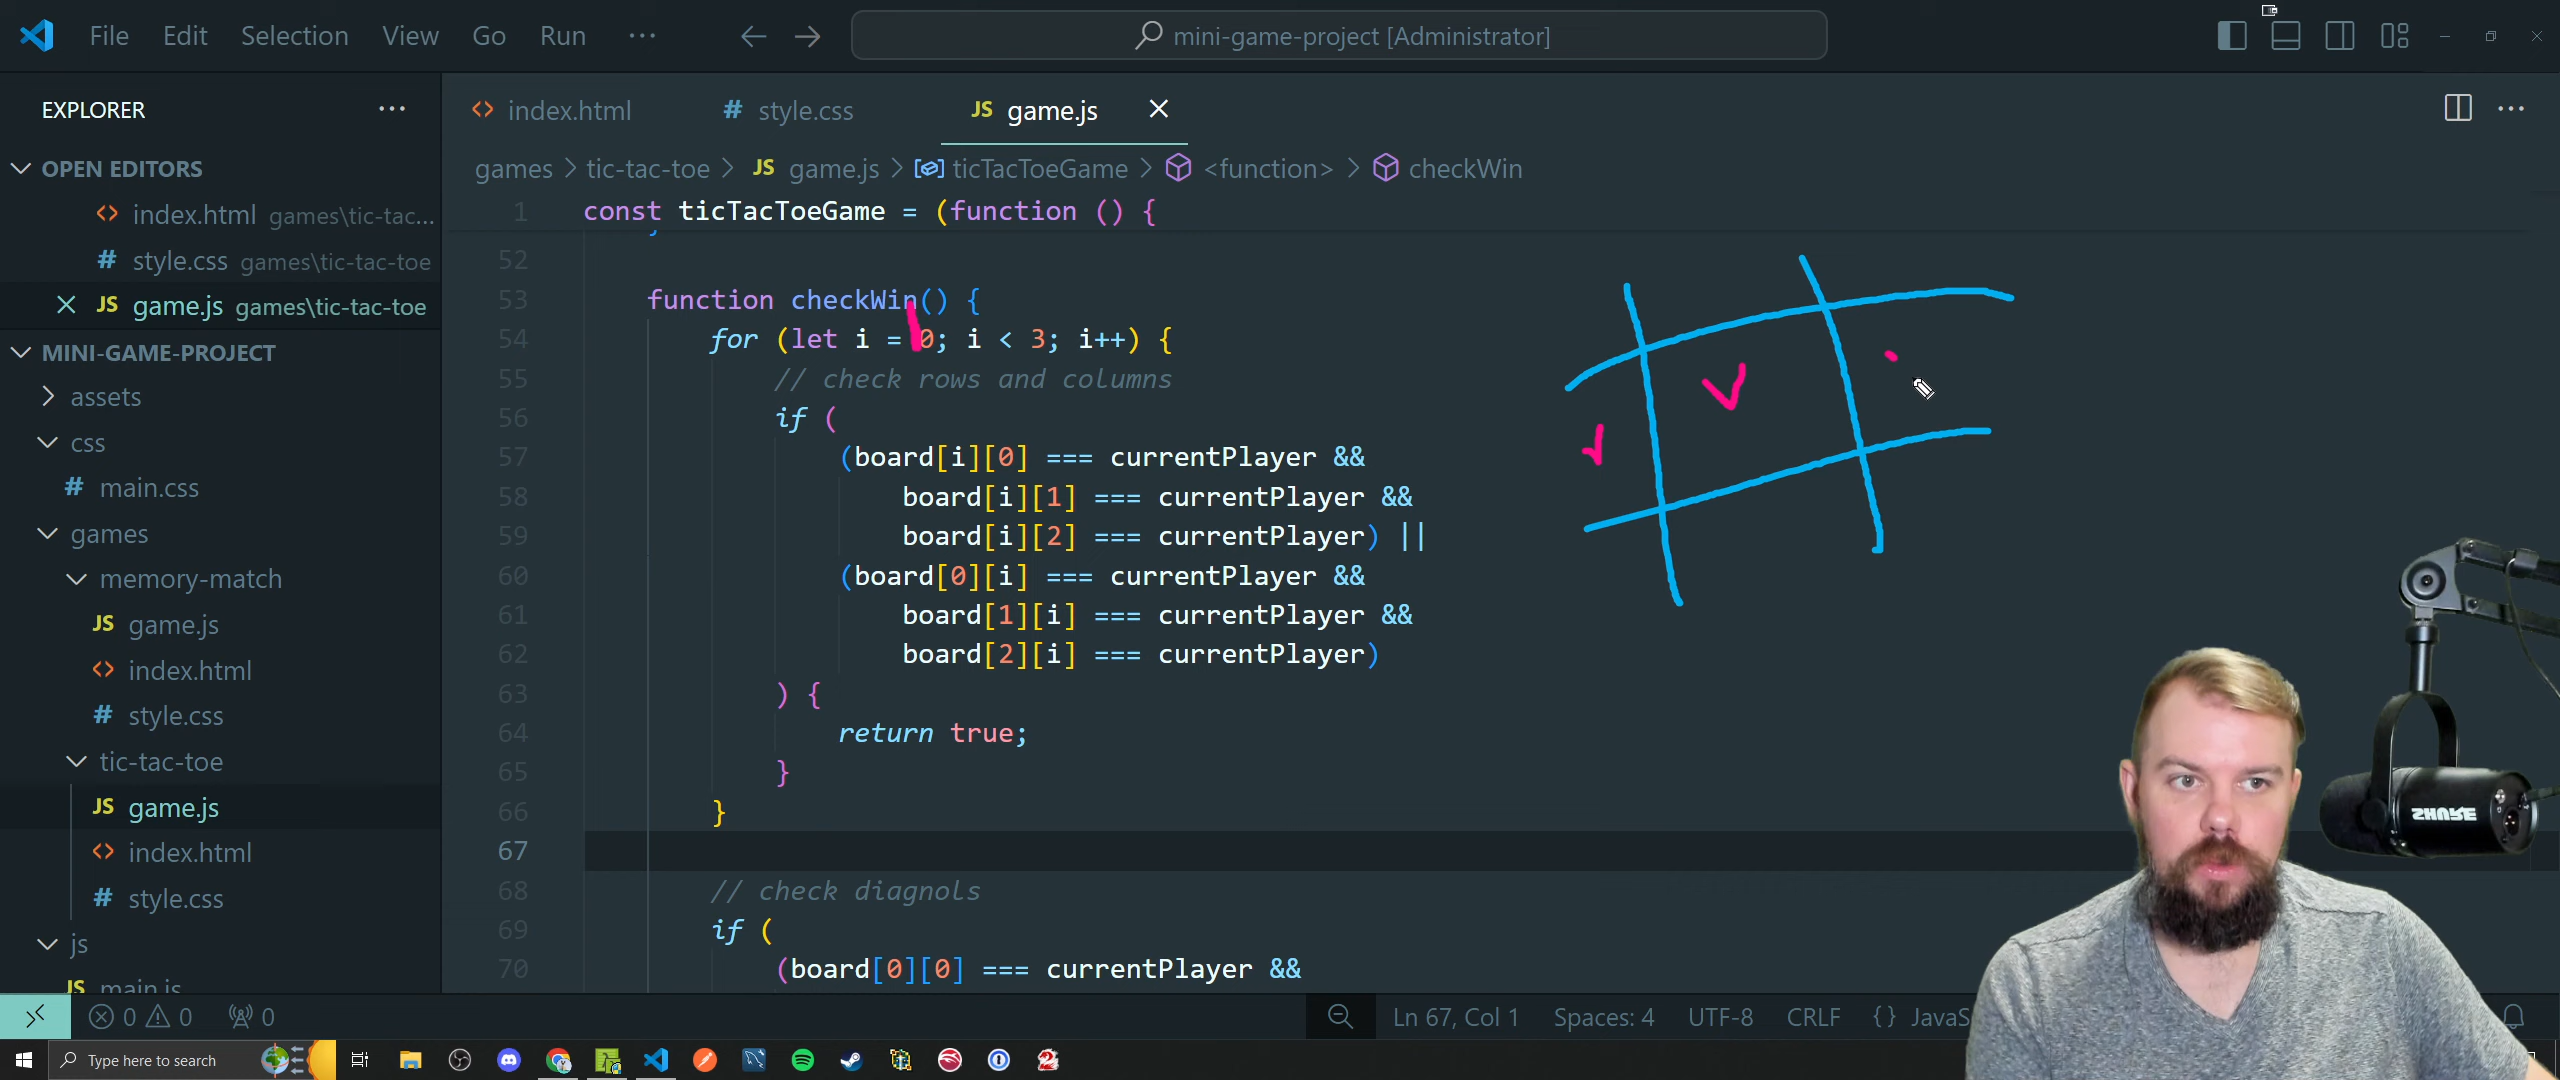 File Edit Selection View Go Run ··· mini-game-project [Administrator]
EXPLORER ···
OPEN EDITORS
index.html games\tic-tac...
# style.css games\tic-tac-toe
JS game.js games\tic-tac-toe
MINI-GAME-PROJECT
assets
css
# main.css
games
memory-match
JS game.js
index.html
# style.css
tic-tac-toe
JS game.js
index.html
# style.css
js
JS main.js
index.html # style.css JS game.js
games > tic-tac-toe > JS game.js > ticTacToeGame > <function> > checkWin
1 const ticTacToeGame = (function () {
}
52
53 function checkWin() {
54 for (let i = 0; i < 3; i++) {
55 // check rows and columns
56 if (
57 (board[i][0] === currentPlayer &&
58 board[i][1] === currentPlayer &&
59 board[i][2] === currentPlayer) ||
60 (board[0][i] === currentPlayer &&
61 board[1][i] === currentPlayer &&
62 board[2][i] === currentPlayer)
63 ) {
64 return true;
65 }
66 }
67
68 // check diagnols
69 if (
70 (board[0][0] === currentPlayer &&
SHURE
0 0 0 Ln 67, Col 1 Spaces: 4 UTF-8 CRLF {} JavaS
Type here to search